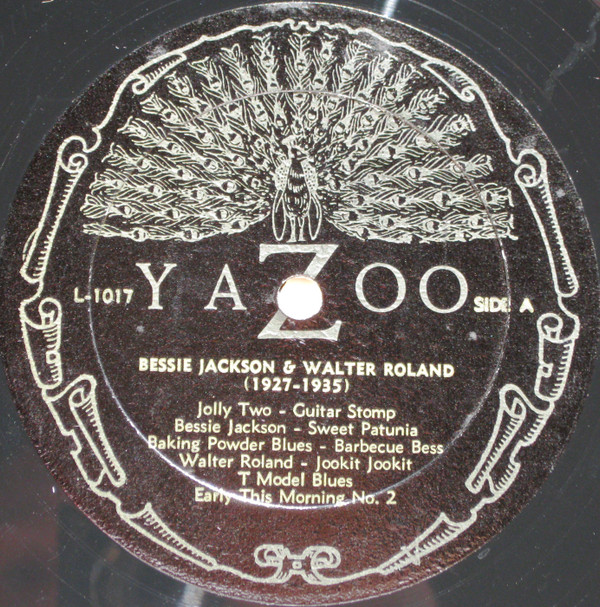 L-1017 YAZOO SIDE A
BESSIE JACKSON & WALTER ROLAND
(1927-1935)
Jolly Two - Guitar Stomp
Bessie Jackson - Sweet Patunia
Baking Powder Blues - Barbecue Bess
Walter Roland - Jookit Jookit
T Model Blues
Early This Morning No. 2